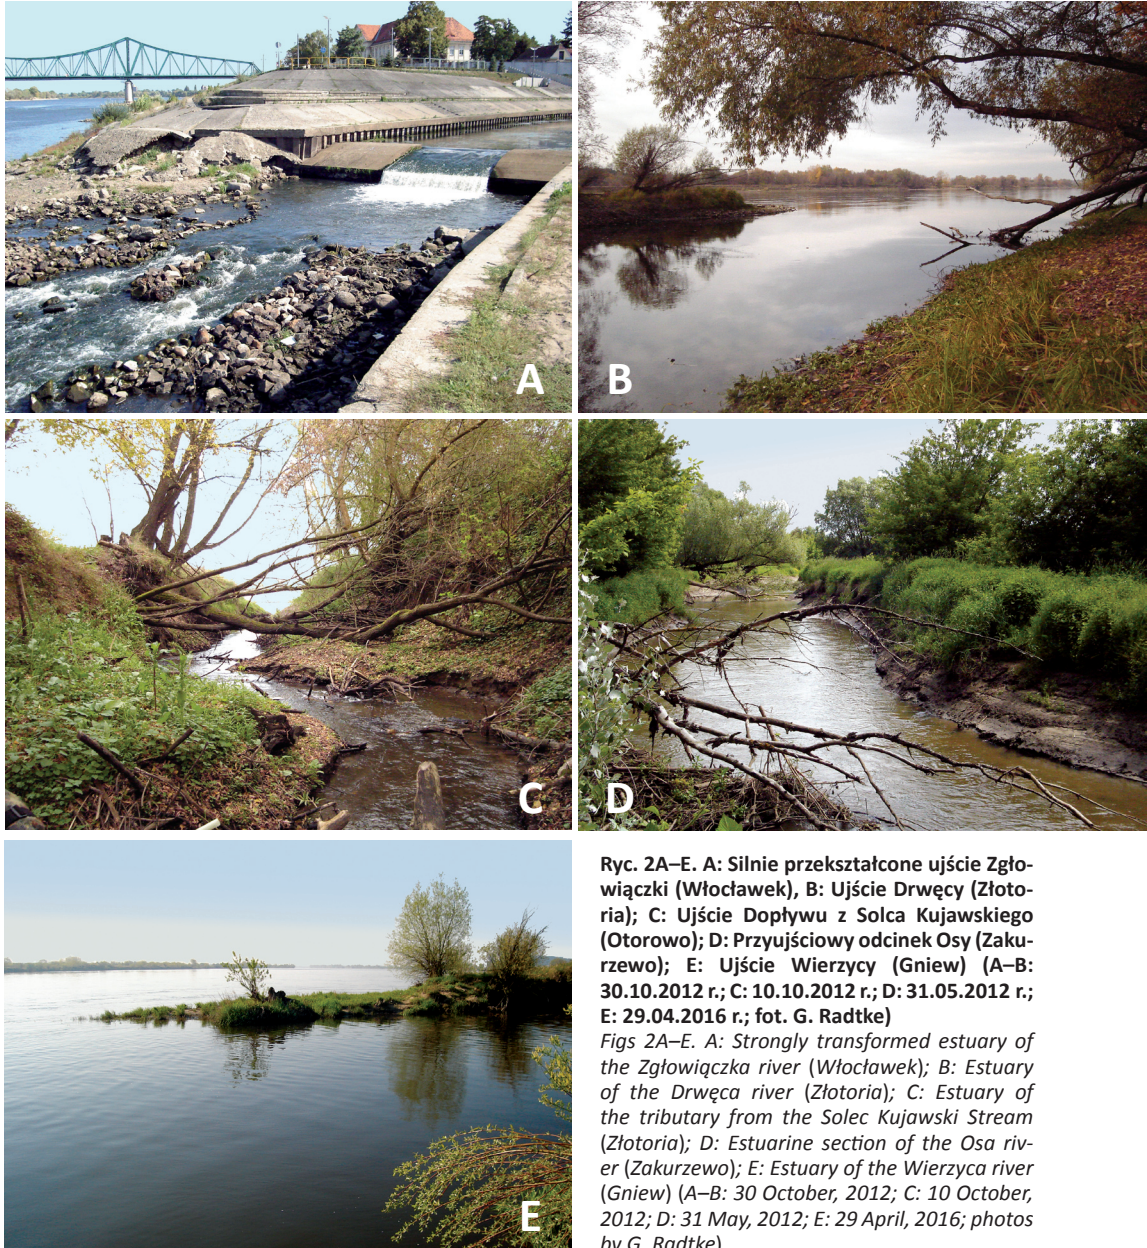 A
B
C
D
E
Ryc. 2A–E. A: Silnie przekształcone ujście Zgło-
wiączki (Włocławek), B: Ujście Drwęcy (Złoto-
ria); C: Ujście Dopływu z Solca Kujawskiego
(Otorowo); D: Przyujściowy odcinek Osy (Zaku-
rzewo); E: Ujście Wierzycy (Gniew) (A–B:
30.10.2012 r.; C: 10.10.2012 r.; D: 31.05.2012 r.;
E: 29.04.2016 r.; fot. G. Radtke)
Figs 2A–E. A: Strongly transformed estuary of
the Zgłowiączka river (Włocławek); B: Estuary
of the Drwęca river (Złotoria); C: Estuary of
the tributary from the Solec Kujawski Stream
(Złotoria); D: Estuarine section of the Osa riv-
er (Zakurzewo); E: Estuary of the Wierzyca river
(Gniew) (A–B: 30 October, 2012; C: 10 October,
2012; D: 31 May, 2012; E: 29 April, 2016; photos
by G. Radtke)